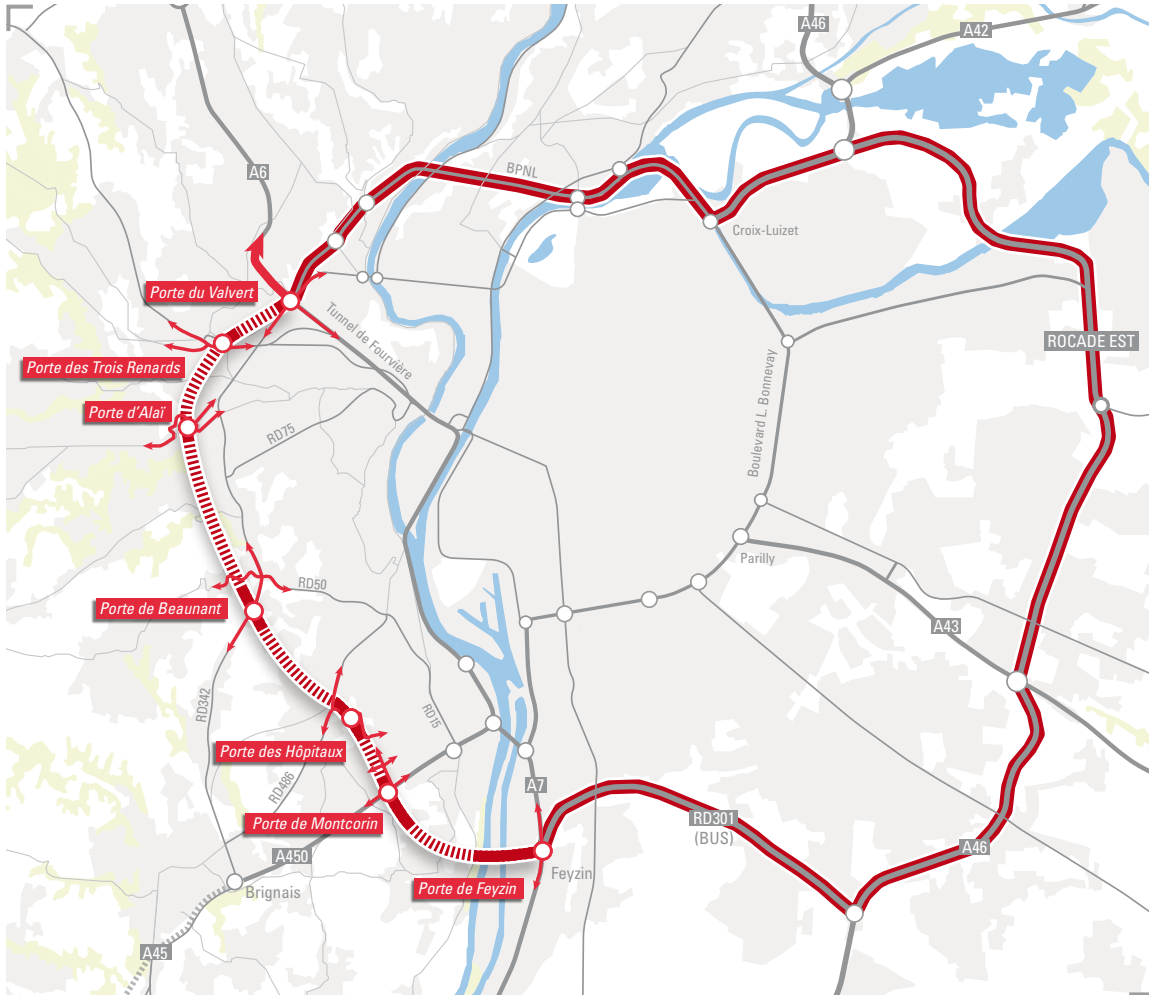 A46
A42
A6
BPNL
Croix-Luizet
Porte du Valvert
Tunnel de Fourvière
ROCADE EST
Porte des Trois Renards
Porte d'Alaï
RD75
Boulevard L. Bonnevay
Parilly
RD50
Porte de Beaunant
A43
RD342
RD15
Porte des Hôpitaux
RD486
A7
Porte de Montcorin
RD301
(BUS)
A46
A450
Feyzin
Porte de Feyzin
Brignais
A45